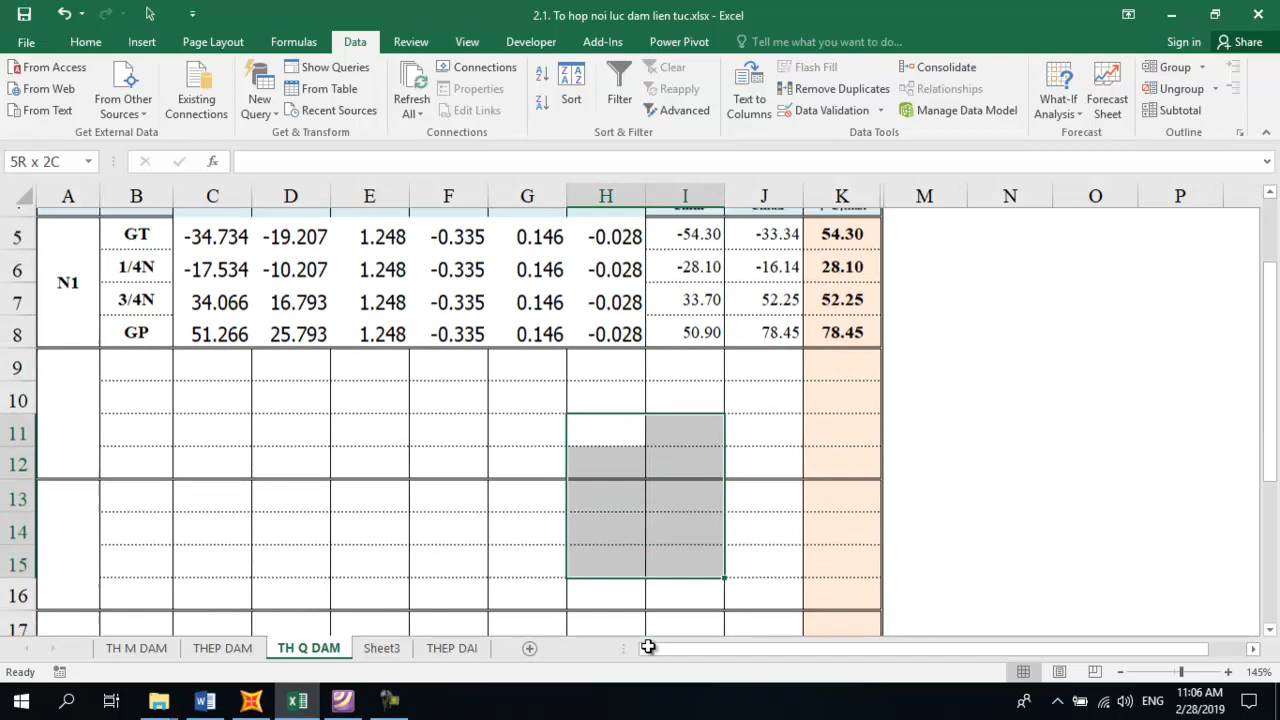 2.1. To hop noi luc dam lien tuc.xlsx - Excel
File Home Insert Page Layout Formulas Data Review View Developer Add-Ins Power Pivot Tell me what you want to do... Sign in Share
From Access From Web From Text From Other Sources Existing Connections Get External Data
New Query Show Queries From Table Recent Sources Get & Transform
Refresh All Connections Properties Edit Links Connections
Sort Filter Clear Reapply Advanced Sort & Filter
Text to Columns Flash Fill Remove Duplicates Data Validation Consolidate Relationships Manage Data Model Data Tools
What-If Analysis Forecast Sheet Forecast
Group Ungroup Subtotal Outline
5R x 2C fx
A B C D E F G H I J K M N O P
5 GT -34.734 -19.207 1.248 -0.335 0.146 -0.028 -54.30 -33.34 54.30
6 1/4N -17.534 -10.207 1.248 -0.335 0.146 -0.028 -28.10 -16.14 28.10
N1
7 3/4N 34.066 16.793 1.248 -0.335 0.146 -0.028 33.70 52.25 52.25
8 GP 51.266 25.793 1.248 -0.335 0.146 -0.028 50.90 78.45 78.45
9
10
11
12
13
14
15
16
17
TH M DAM THEP DAM TH Q DAM Sheet3 THEP DAI
Ready 145%
ENG 11:06 AM
2/28/2019